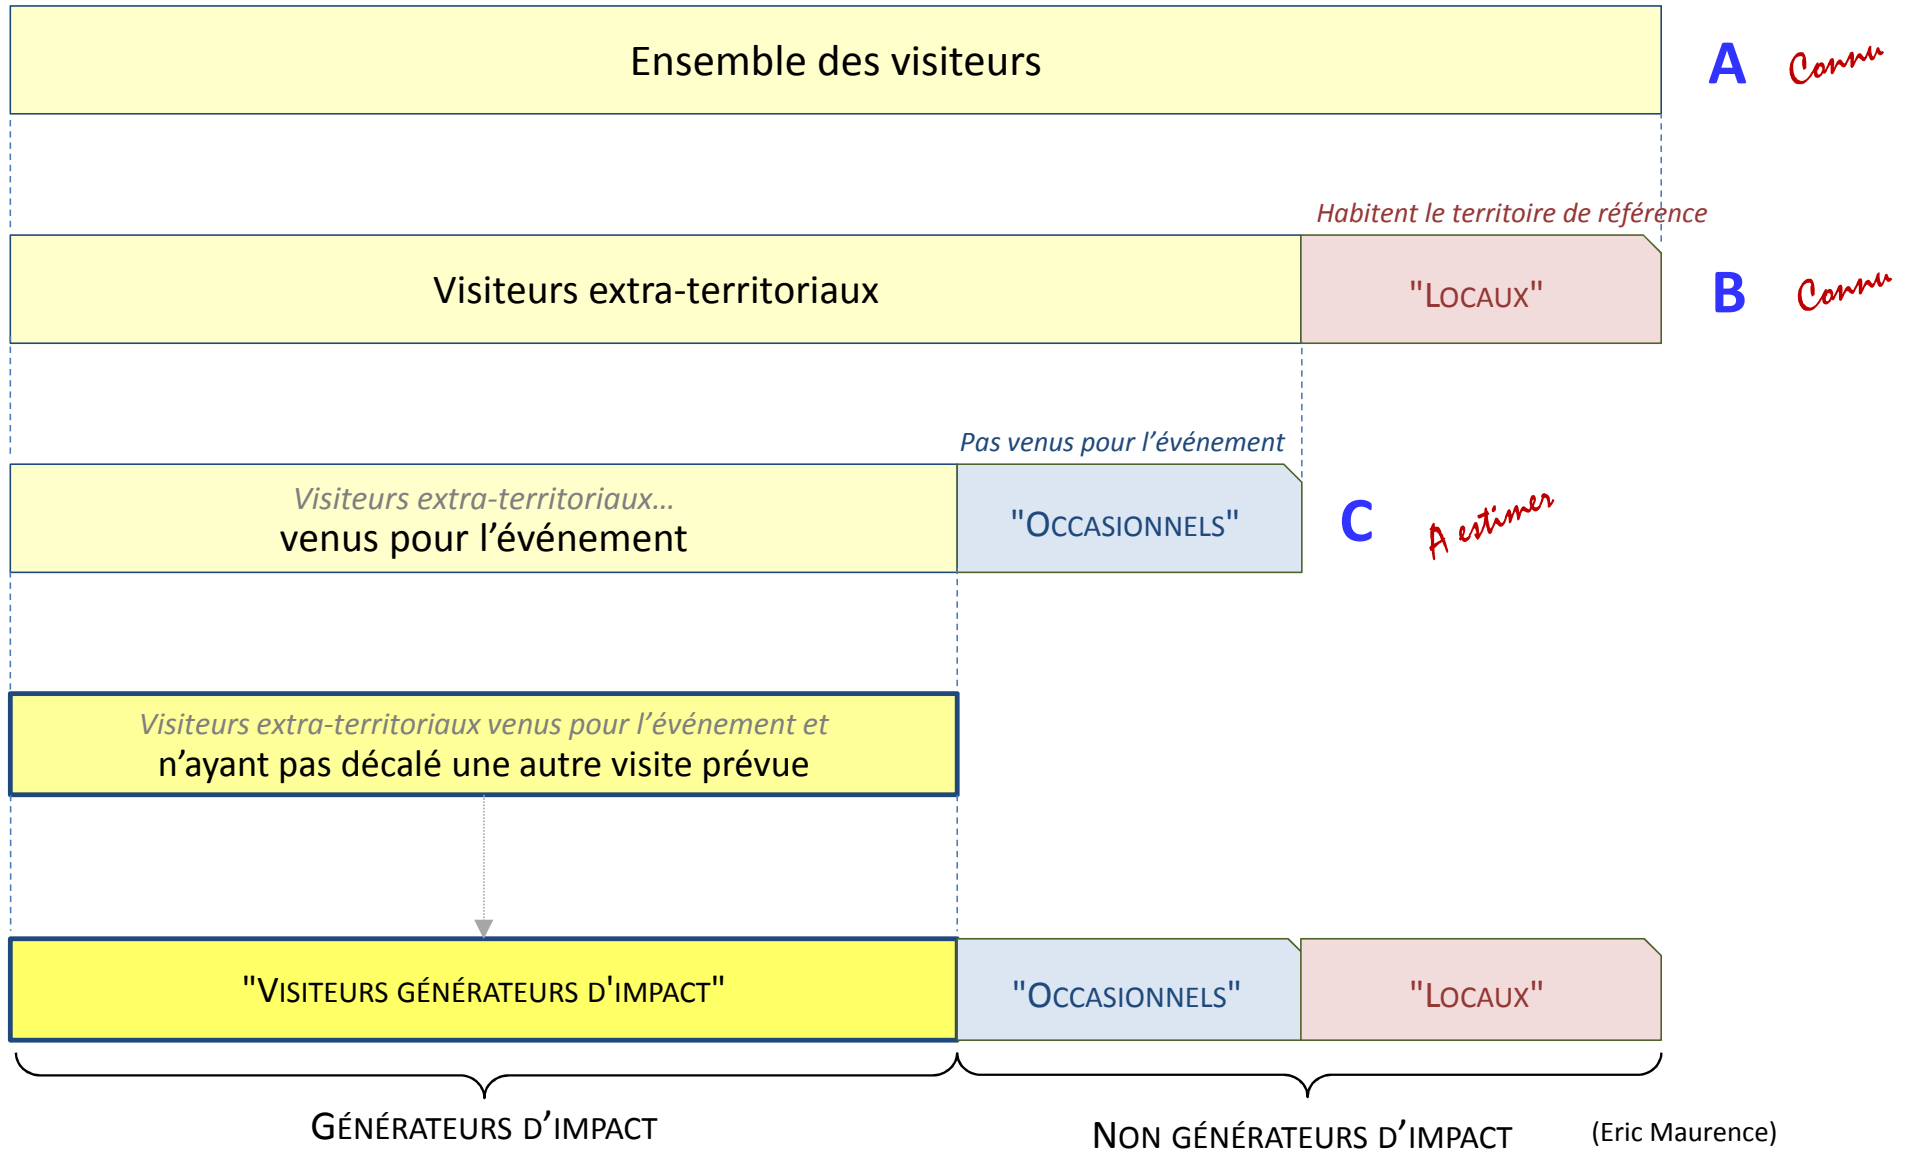 Ensemble des visiteurs
A Connu
Habitent le territoire de référence
Visiteurs extra-territoriaux
"LOCAUX"
B Connu
Pas venus pour l’événement
Visiteurs extra-territoriaux…
venus pour l’événement
"OCCASIONNELS"
C A estimer
Visiteurs extra-territoriaux venus pour l’événement et
n’ayant pas décalé une autre visite prévue
"VISITEURS GÉNÉRATEURS D'IMPACT"
"OCCASIONNELS"
"LOCAUX"
GÉNÉRATEURS D’IMPACT
NON GÉNÉRATEURS D’IMPACT
(Eric Maurence)